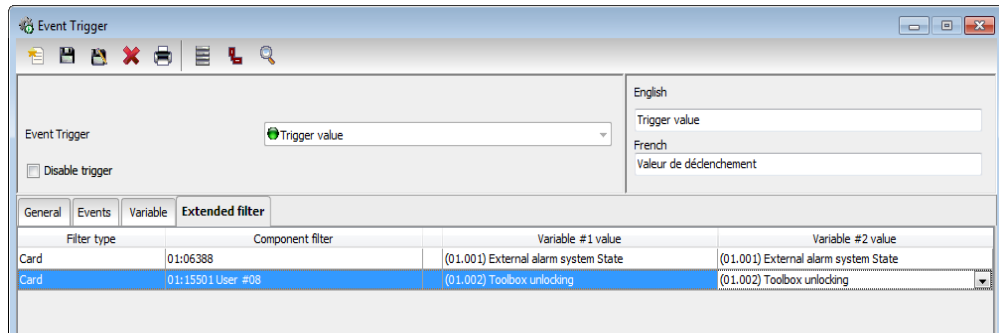 Event Trigger
English
Trigger value
Event Trigger Trigger value
French
Valeur de déclenchement
Disable trigger
General Events Variable Extended filter
Filter type Component filter Variable #1 value Variable #2 value
Card 01:06388 (01.001) External alarm system State (01.001) External alarm system State
Card 01:15501 User #08 (01.002) Toolbox unlocking (01.002) Toolbox unlocking